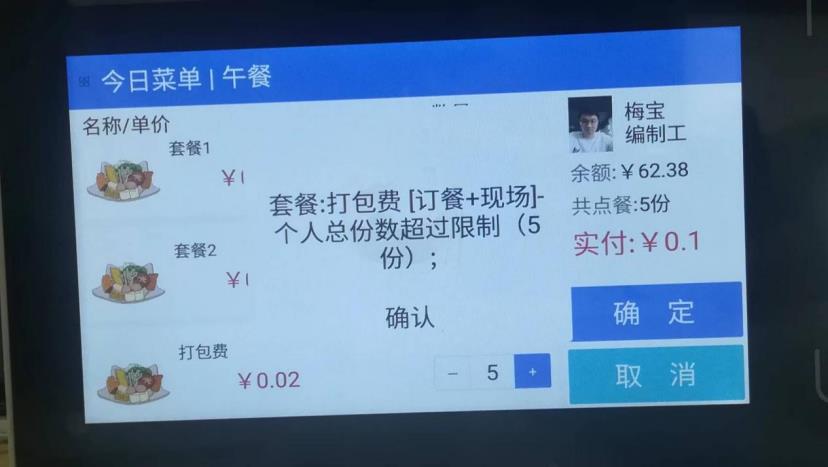 今日菜单 | 午餐
名称/单价
梅宝
编制工
套餐1
余额:￥62.38
共点餐:5份
实付:￥0.1
套餐:打包费 [订餐+现场]-
个人总份数超过限制（5
份）;
套餐2
确认
确 定
打包费
￥0.02
－ 5 +
取 消